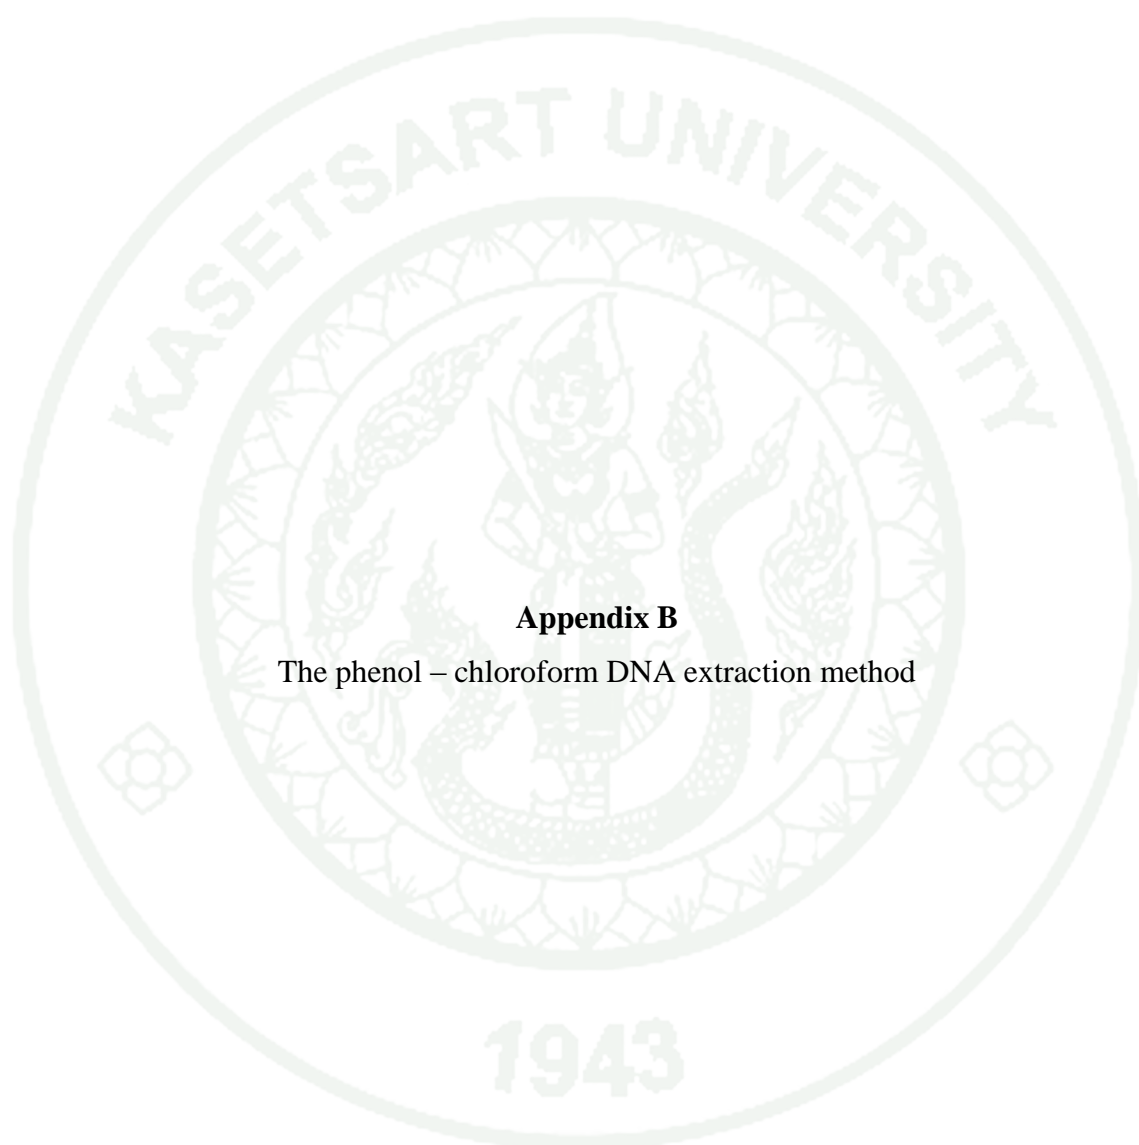 KASETSART UNIVERSITY
Appendix B
The phenol – chloroform DNA extraction method
1943